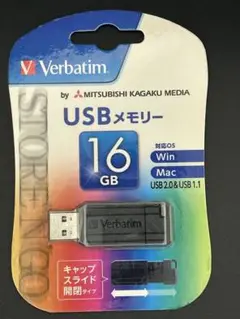 Verbatim
by MITSUBISHI KAGAKU MEDIA
USBメモリー
16
GB
対応OS
Win
Mac
USB 2.0 & USB 1.1
STORE N GO
Verbatim
キャップ
スライド
開閉タイプ